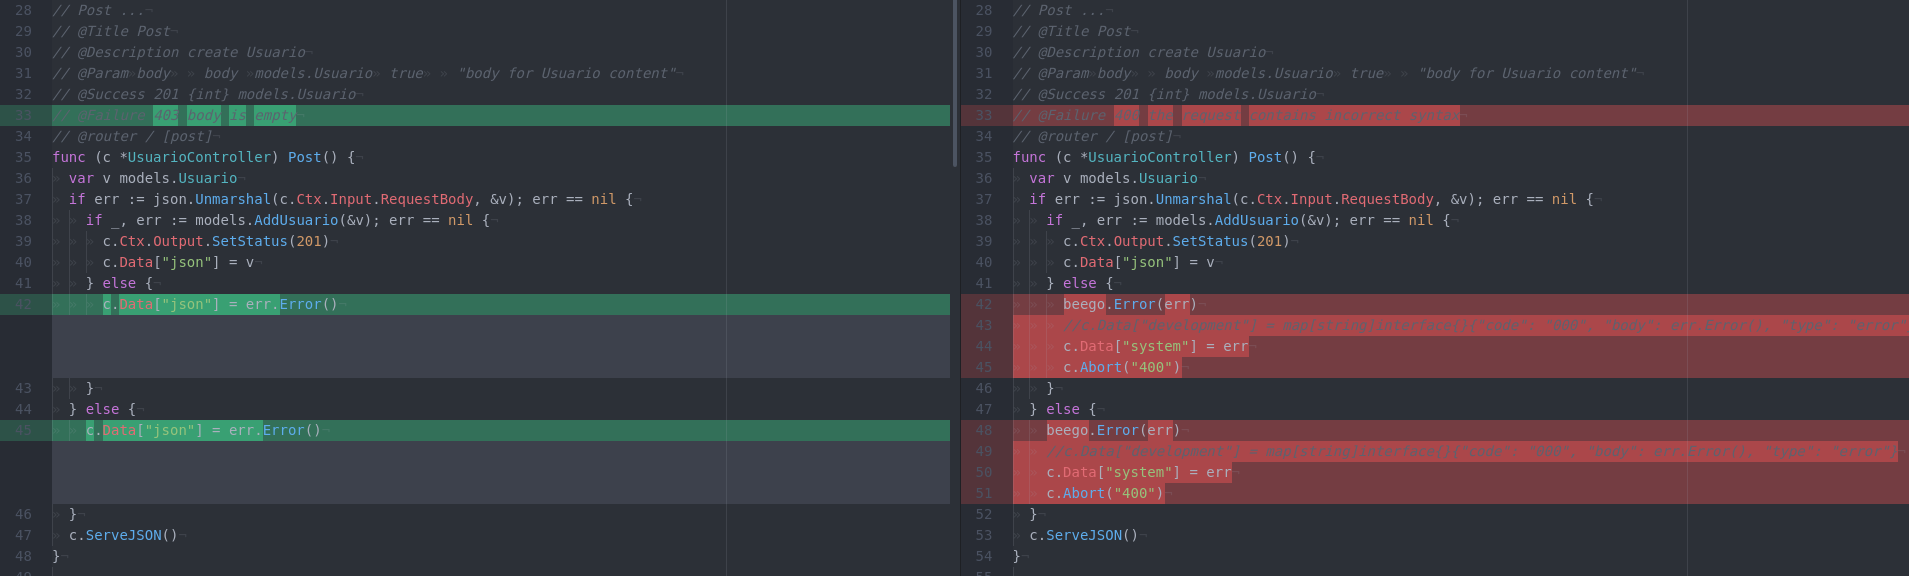 28 // Post ...
29 // @Title Post
30 // @Description create Usuario
31 // @Param body body models.Usuario true "body for Usuario content"
32 // @Success 201 {int} models.Usuario
33 // @Failure 403 body is empty
34 // @router / [post]
35 func (c *UsuarioController) Post() {
36 var v models.Usuario
37 if err := json.Unmarshal(c.Ctx.Input.RequestBody, &v); err == nil {
38 if _, err := models.AddUsuario(&v); err == nil {
39 c.Ctx.Output.SetStatus(201)
40 c.Data["json"] = v
41 } else {
42 c.Data["json"] = err.Error()
43 }
44 } else {
45 c.Data["json"] = err.Error()
46 }
47 c.ServeJSON()
48 }
49
28 // Post ...
29 // @Title Post
30 // @Description create Usuario
31 // @Param body body models.Usuario true "body for Usuario content"
32 // @Success 201 {int} models.Usuario
33 // @Failure the request contains incorrect syntax
34 // @router / [post]
35 func (c *UsuarioController) Post() {
36 var v models.Usuario
37 if err := json.Unmarshal(c.Ctx.Input.RequestBody, &v); err == nil {
38 if _, err := models.AddUsuario(&v); err == nil {
39 c.Ctx.Output.SetStatus(201)
40 c.Data["json"] = v
41 } else {
42 beego.Error(err)
43 //c.Data["development"] = map[string]interface{}{"Code": "Body": err.Error(), "Type": "error"
44 c.Data["system"] = err
45 c.Abort("400")
46 }
47 } else {
48 beego.Error(err)
49 //c.Data["development"] = map[string]interface{}{"Code": "Body": err.Error(), "Type": "error"}
50 c.Data["system"] = err
51 c.Abort("400")
52 }
53 c.ServeJSON()
54 }
55